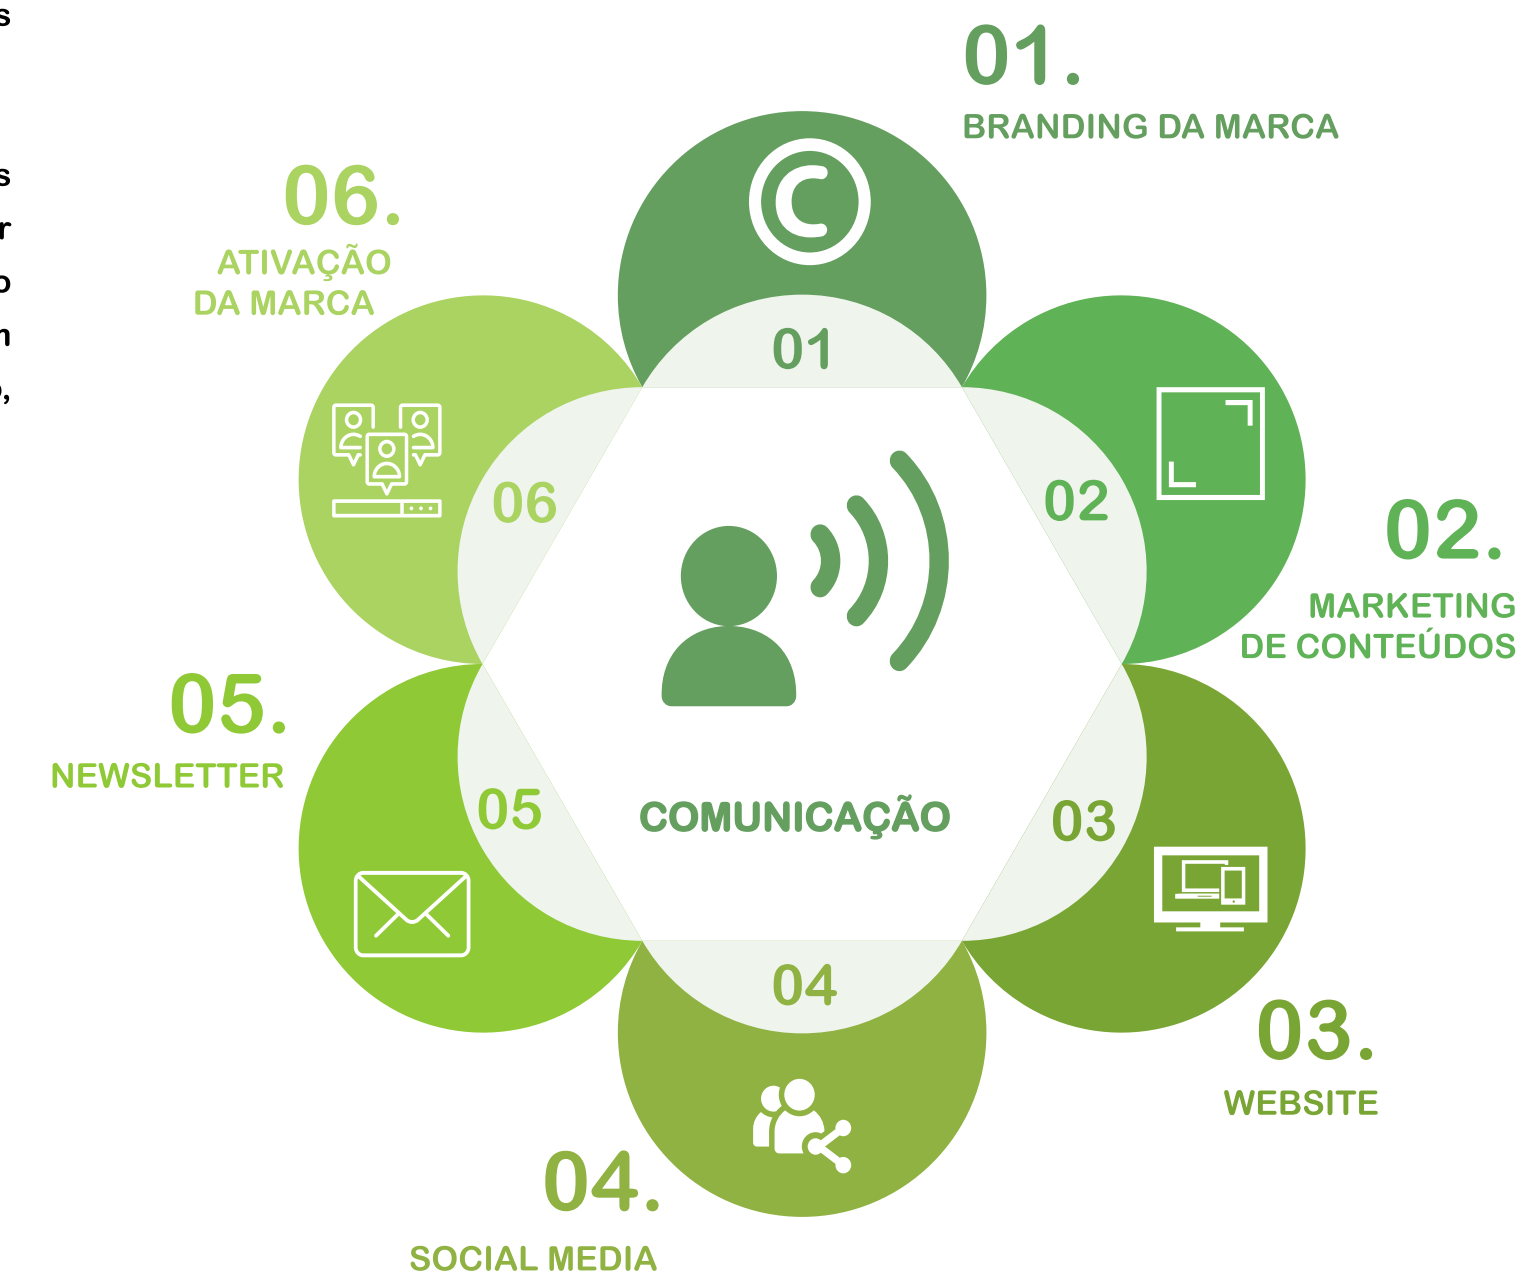 s
s
r
o
,
01.
BRANDING DA MARCA
06.
ATIVAÇÃO
DA MARCA
01
06
02
02.
MARKETING
DE CONTEÚDOS
05.
NEWSLETTER
05
COMUNICAÇÃO
03
04
03.
WEBSITE
04.
SOCIAL MEDIA